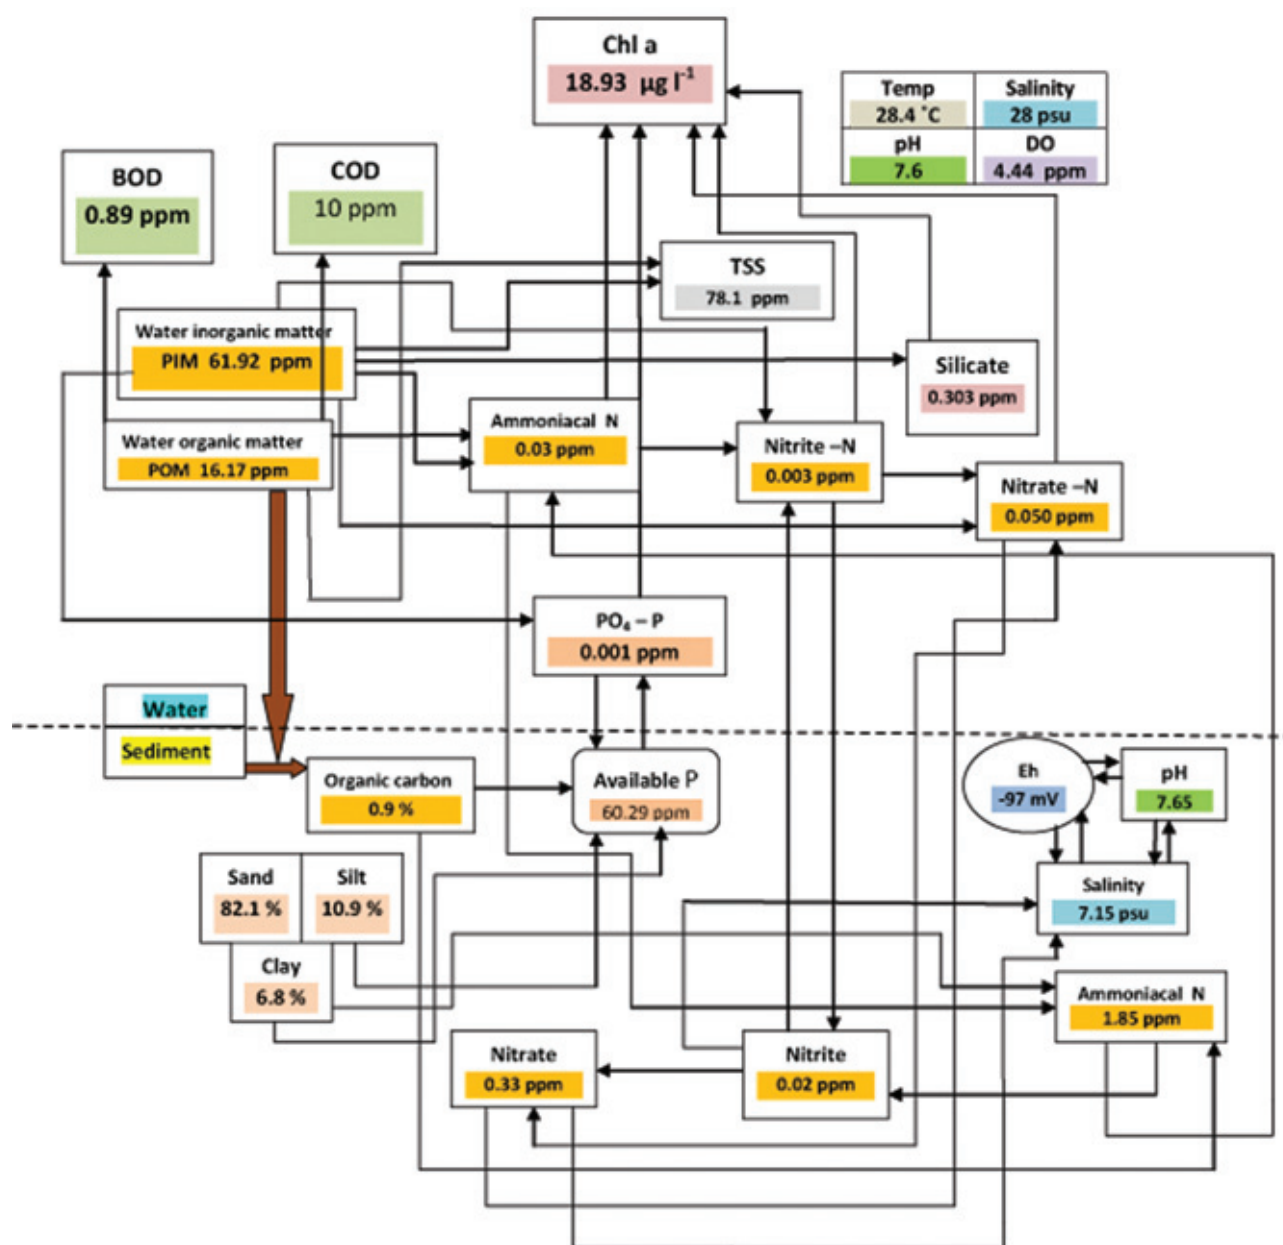 Chl a
18.93 µg l⁻¹
Temp
28.4 ˚C
Salinity
28 psu
pH
7.6
DO
4.44 ppm
BOD
0.89 ppm
COD
10 ppm
TSS
78.1 ppm
Water inorganic matter
PIM 61.92 ppm
Silicate
0.303 ppm
Water organic matter
POM 16.17 ppm
Ammoniacal N
0.03 ppm
Nitrite –N
0.003 ppm
Nitrate –N
0.050 ppm
PO₄ – P
0.001 ppm
Water
Sediment
Organic carbon
0.9 %
Available P
60.29 ppm
Eh
-97 mV
pH
7.65
Sand
82.1 %
Silt
10.9 %
Clay
6.8 %
Salinity
7.15 psu
Ammoniacal N
1.85 ppm
Nitrate
0.33 ppm
Nitrite
0.02 ppm